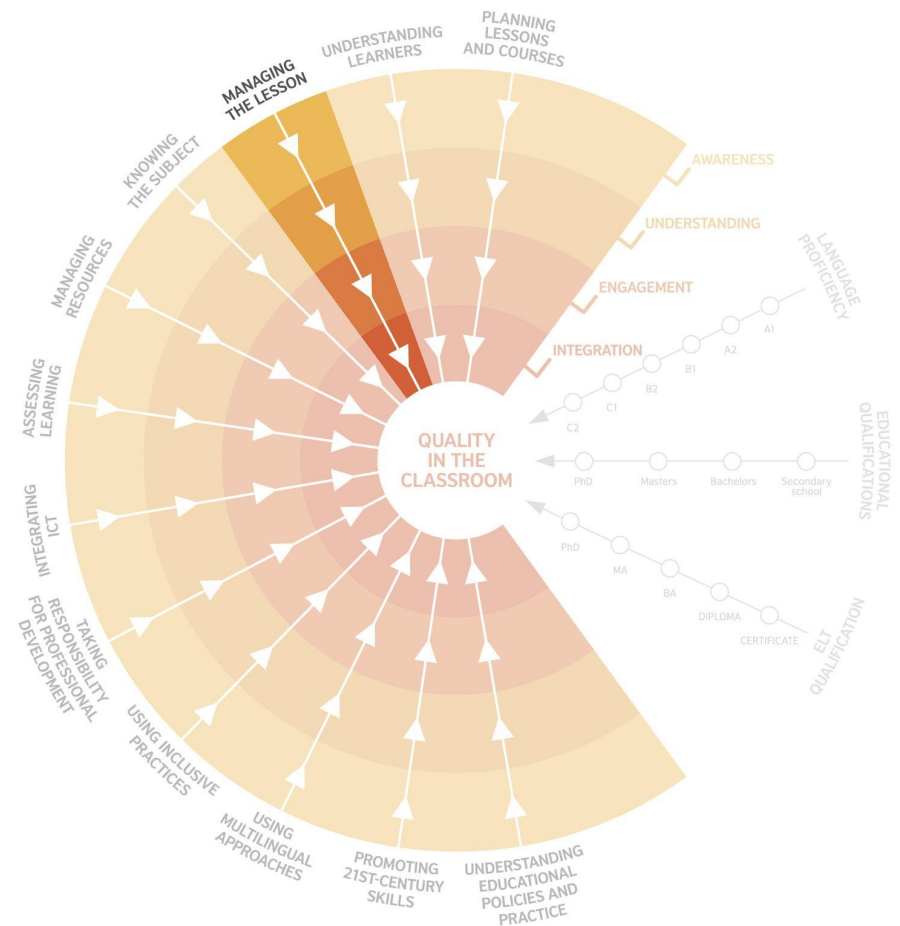 PLANNING
LESSONS
AND COURSES
UNDERSTANDING
LEARNERS
MANAGING
THE LESSON
KNOWING
THE SUBJECT
MANAGING
RESOURCES
ASSESSING
LEARNING
INTEGRATING
ICT
TAKING
RESPONSIBILITY
FOR PROFESSIONAL
DEVELOPMENT
USING INCLUSIVE
PRACTICES
USING
MULTILINGUAL
APPROACHES
PROMOTING
21ST-CENTURY
SKILLS
UNDERSTANDING
EDUCATIONAL
POLICIES AND
PRACTICE
AWARENESS
UNDERSTANDING
ENGAGEMENT
INTEGRATION
QUALITY
IN THE
CLASSROOM
LANGUAGE
PROFICIENCY
A1
A2
B1
B2
C1
C2
EDUCATIONAL
QUALIFICATIONS
PhD
Masters
Bachelors
Secondary
school
PhD
MA
BA
DIPLOMA
CERTIFICATE
ELT
QUALIFICATION